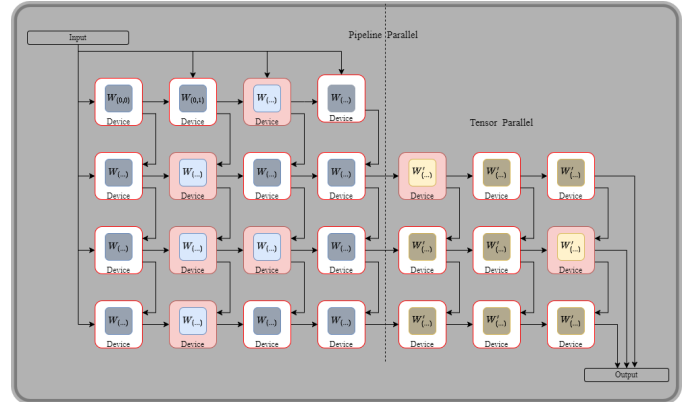 Pipeline Parallel
Input
W(0,0) W(0,1) W(...) W(...)
Device Device Device Device
Tensor Parallel
W(...) W(...) W(...) W(...) W'(...) W'(...) W'(...)
Device Device Device Device Device Device Device
W(...) W(...) W(...) W(...) W'(...) W'(...) W'(...)
Device Device Device Device Device Device Device
W(...) W(...) W(...) W(...) W'(...) W'(...) W'(...)
Device Device Device Device Device Device Device
Output